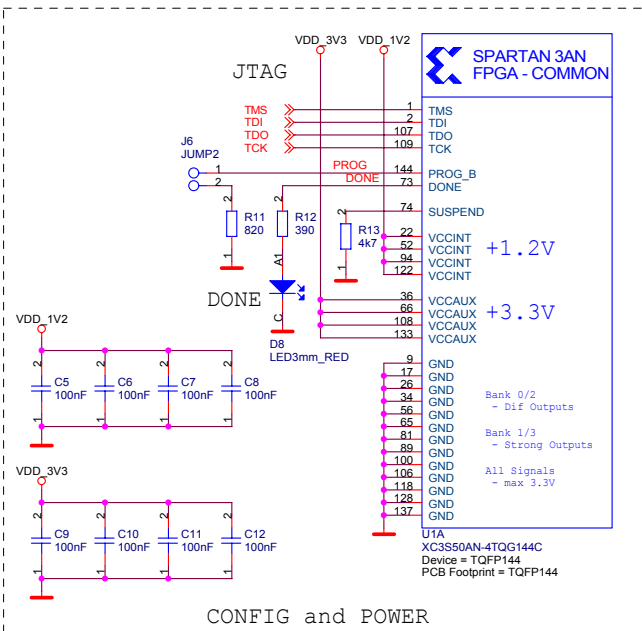 VDD_3V3 VDD_1V2
SPARTAN 3AN
FPGA - COMMON
JTAG
TMS 1 TMS
TDI 2 TDI
TDO 107 TDO
TCK 109 TCK
J6
JUMP2
1 PROG 144 PROG_B
2 DONE 73 DONE
2 R11 820 1
2 R12 390 1
2 R13 4k7 1
74 SUSPEND
22 VCCINT
52 VCCINT
94 VCCINT
122 VCCINT
+1.2V
36 VCCAUX
66 VCCAUX
108 VCCAUX
133 VCCAUX
+3.3V
DONE
A1
C
D8
LED3mm_RED
VDD_1V2
2 C5 100nF 1
2 C6 100nF 1
2 C7 100nF 1
2 C8 100nF 1
9 GND
17 GND
26 GND
34 GND
56 GND
65 GND
81 GND
89 GND
100 GND
106 GND
118 GND
128 GND
137 GND
Bank 0/2
- Dif Outputs
Bank 1/3
- Strong Outputs
All Signals
- max 3.3V
VDD_3V3
2 C9 100nF 1
2 C10 100nF 1
2 C11 100nF 1
2 C12 100nF 1
U1A
XC3S50AN-4TQG144C
Device = TQFP144
PCB Footprint = TQFP144
CONFIG and POWER